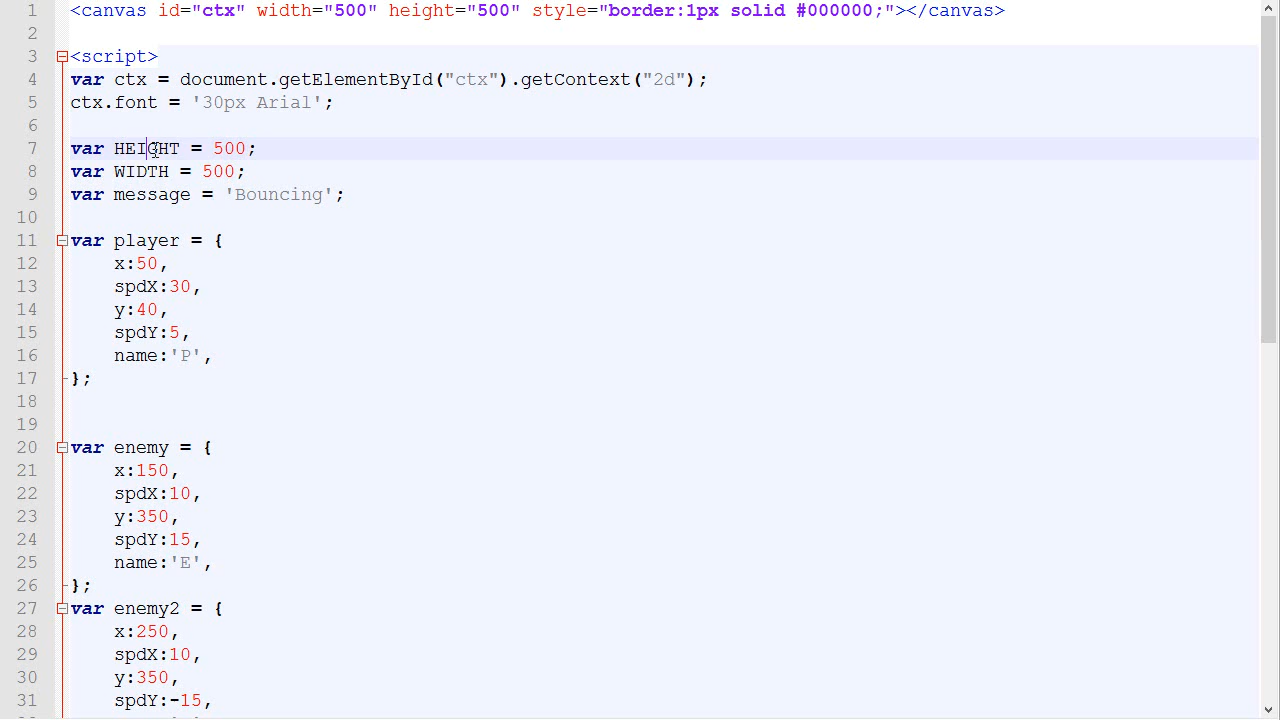 1 <canvas id="ctx" width="500" height="500" style="border:1px solid #000000;"></canvas>
2
3 <script>
4 var ctx = document.getElementById("ctx").getContext("2d");
5 ctx.font = '30px Arial';
6
7 var HEIGHT = 500;
8 var WIDTH = 500;
9 var message = 'Bouncing';
10
11 var player = {
12 x:50,
13 spdX:30,
14 y:40,
15 spdY:5,
16 name:'P',
17 };
18
19
20 var enemy = {
21 x:150,
22 spdX:10,
23 y:350,
24 spdY:15,
25 name:'E',
26 };
27 var enemy2 = {
28 x:250,
29 spdX:10,
30 y:350,
31 spdY:-15,